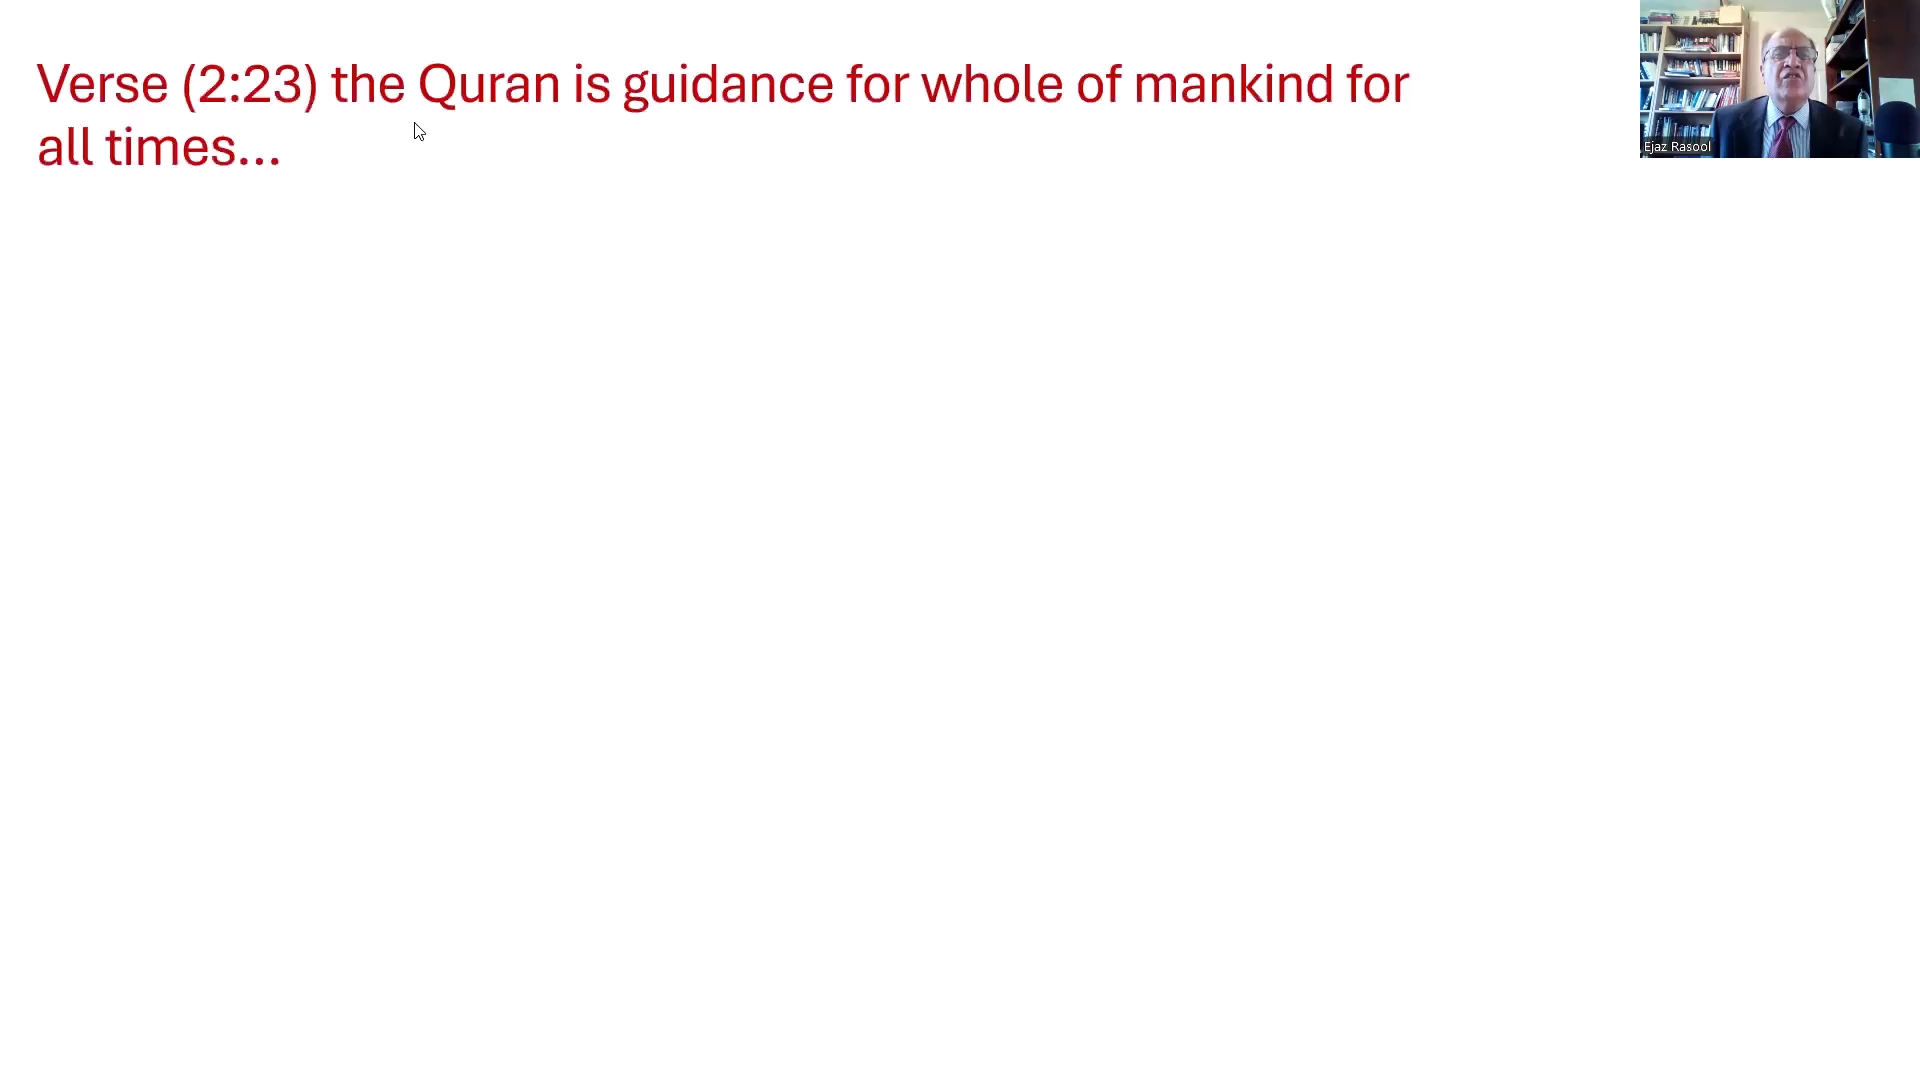 Verse (2:23) the Quran is guidance for whole of mankind for
all times...
Ejaz Rasool